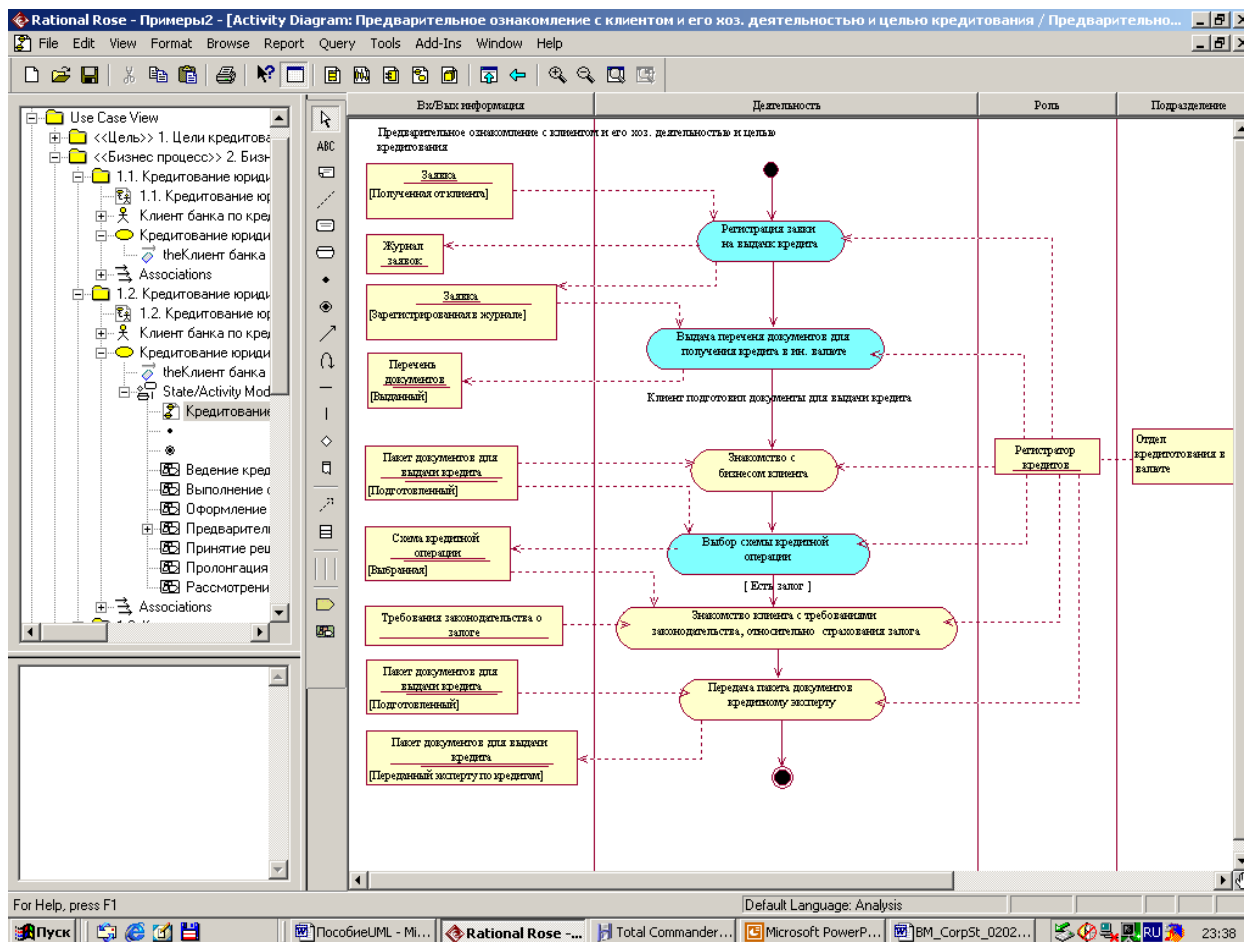 Rational Rose - Примеры2 - [Activity Diagram: Предварительное ознакомление с клиентом и его хоз. деятельностью и целью кредитования / Предварительно...
File Edit View Format Browse Report Query Tools Add-Ins Window Help
Use Case View
<<Цель>> 1. Цели кредитова
<<Бизнес процесс>> 2. Бизн
1.1. Кредитование юриди
1.1. Кредитование юр
Клиент банка по кре
Кредитование юриди
theКлиент банка
Associations
1.2. Кредитование юриди
1.2. Кредитование юр
Клиент банка по кре
Кредитование юриди
theКлиент банка
State/Activity Mod
Кредитование
Ведение кред
Выполнение о
Оформление
Предварител
Принятие реш
Пролонгация
Рассмотрени
Associations
ABC
Вх/Вых информация
Деятельность
Роль
Подразделение
Предварительное ознакомление с клиентом и его хоз. деятельностью и целью
кредитования
Заявка
[Полученная от клиента]
Регистрация заяки
на выдачк кредита
Журнал
заявок
Заявка
[Зарегистрированная в журнале]
Выдача перечня документов для
получения кредита в ин. валюте
Перечень
документов
[Выданный]
Клиент подготовил документы для выдачи кредита
Пакет документов для
выдачи кредита
[Подготовленный]
Знакомство с
бизнесом клиента
Регистратор
кредитов
Отдел
кредитотования в
валюте
Схема кредитной
операции
[Выбранная]
Выбор схемы кредитной
операции
[ Есть залог ]
Требования законодательства о
залоге
Знакомство клиента с требованиями
законодательства, относительно страхования залога
Пакет документов для
выдачи кредита
[Подготовленный]
Передача пакета документов
кредитному эксперту
Пакет документов для выдачи
кредита
[Переданный эксперту по кредитам]
For Help, press F1
Default Language: Analysis
Пуск
ПособиеUML - Mi...
Rational Rose -...
Total Commander...
Microsoft PowerP...
BM_CorpSt_0202...
RU
23:38